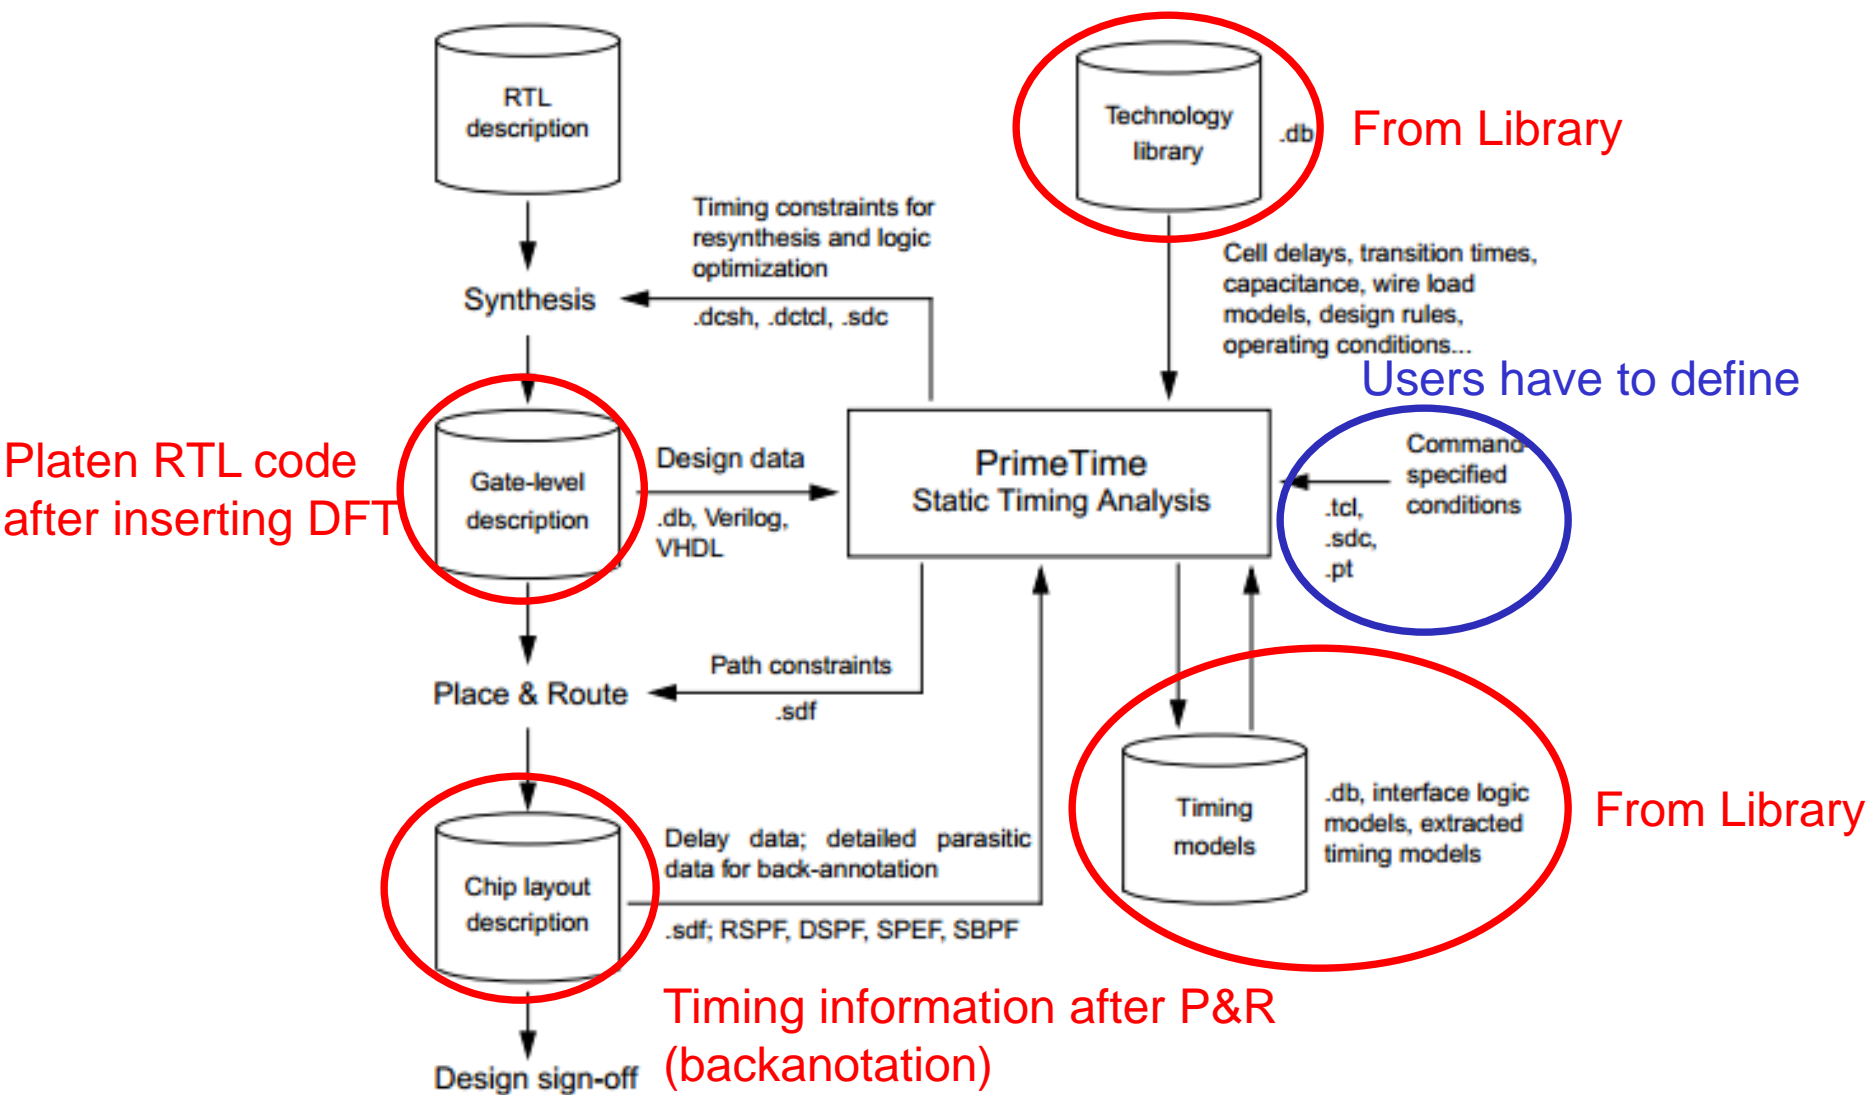 RTL
description
Technology
library
.db
From Library
Timing constraints for
resynthesis and logic
optimization
.dcsh, .dctcl, .sdc
Synthesis
Cell delays, transition times,
capacitance, wire load
models, design rules,
operating conditions...
Users have to define
Platen RTL code
after inserting DFT
Gate-level
description
Design data
.db, Verilog,
VHDL
PrimeTime
Static Timing Analysis
Command-
specified
conditions
.tcl,
.sdc,
.pt
Path constraints
.sdf
Place & Route
Timing
models
.db, interface logic
models, extracted
timing models
From Library
Chip layout
description
Delay data; detailed parasitic
data for back-annotation
.sdf; RSPF, DSPF, SPEF, SBPF
Timing information after P&R
(backanotation)
Design sign-off